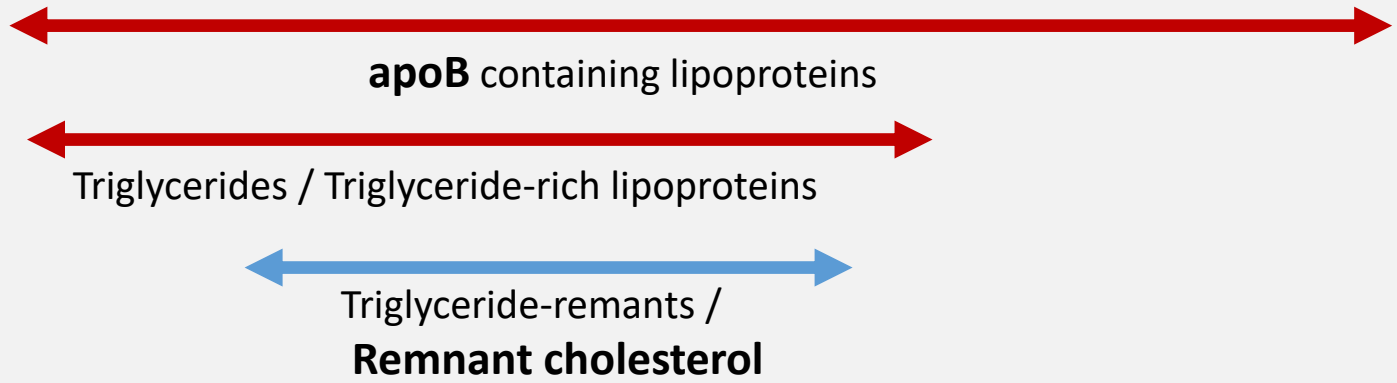 apoB containing lipoproteins
Triglycerides / Triglyceride-rich lipoproteins
Triglyceride-remants /
Remnant cholesterol